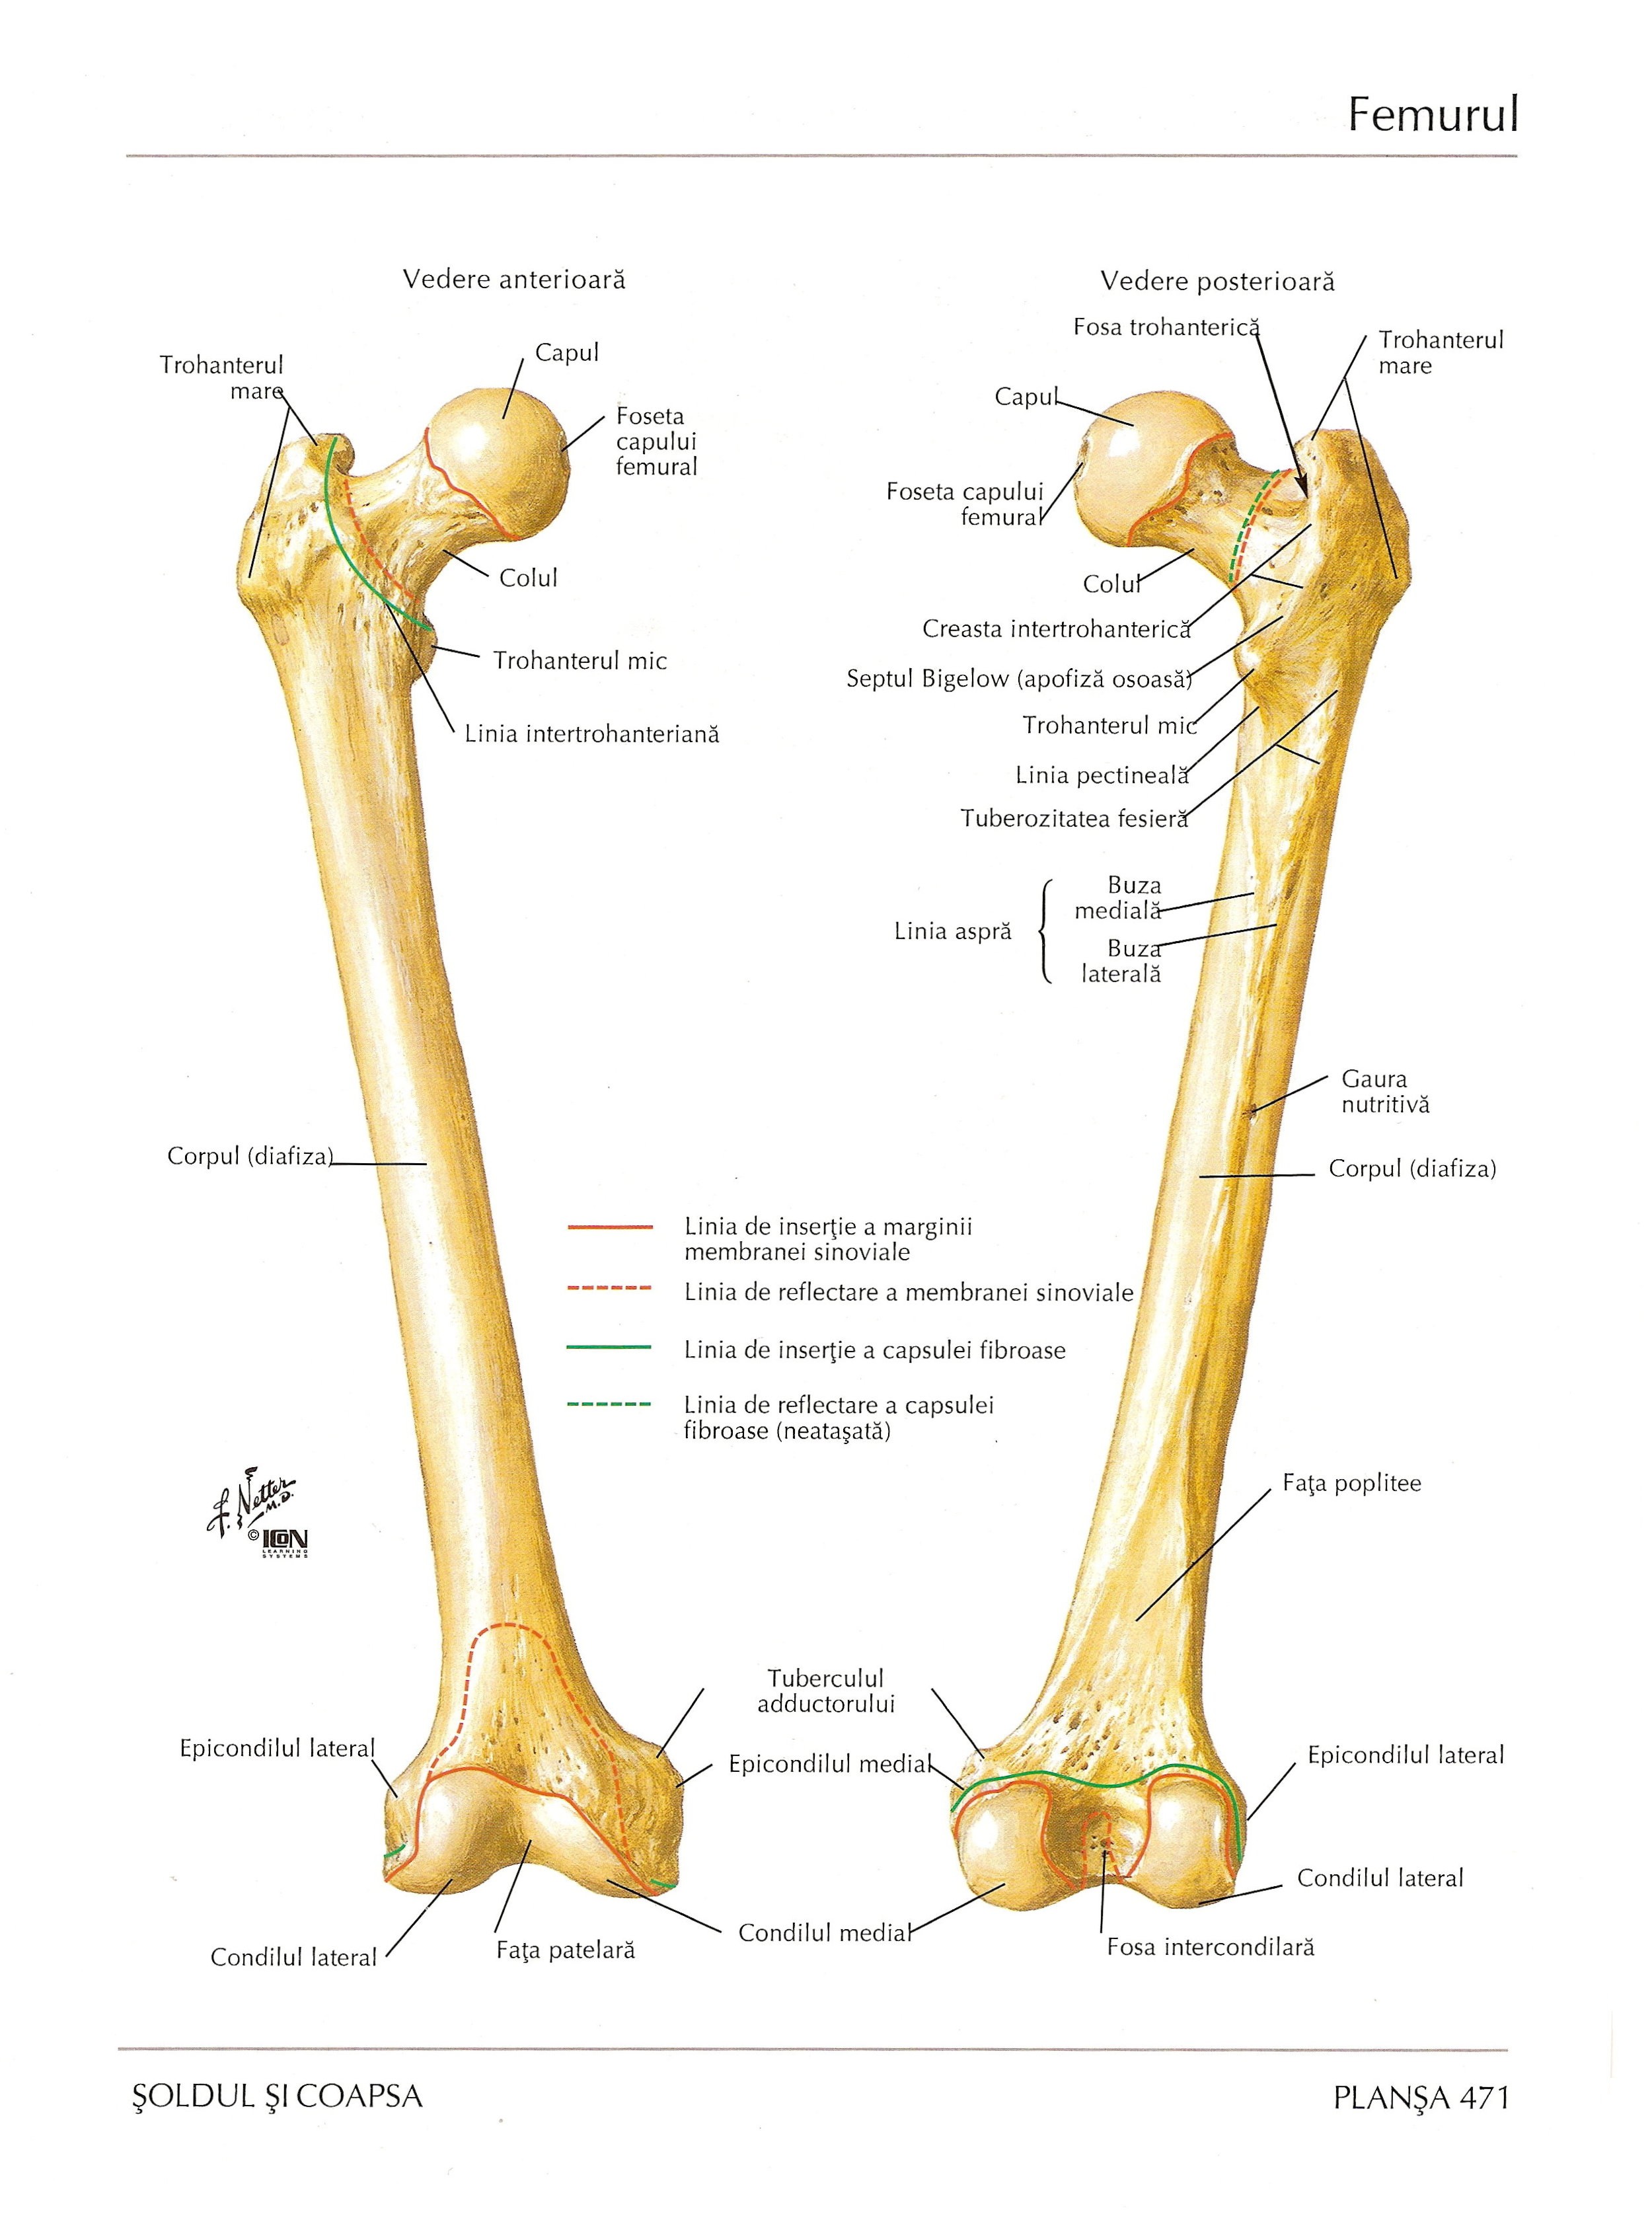 Femurul
Vedere anterioară
Trohanterul
mare
Capul
Foseta
capului
femural
Colul
Trohanterul mic
Linia intertrohanteriană
Corpul (diafiza)
Vedere posterioară
Fosa trohanterică
Trohanterul
mare
Capul
Foseta capului
femural
Colul
Creasta intertrohanterică
Septul Bigelow (apofiză osoasă)
Trohanterul mic
Linia pectineală
Tuberozitatea fesieră
Linia aspră
Buza
medială
Buza
laterală
Gaura
nutritivă
Corpul (diafiza)
Linia de inserţie a marginii
membranei sinoviale
Linia de reflectare a membranei sinoviale
Linia de inserţie a capsulei fibroase
Linia de reflectare a capsulei
fibroase (neataşată)
F. Netter
M.D.
© ICON
LEARNING
SYSTEMS
Faţa poplitee
Tuberculul
adductorului
Epicondilul lateral
Epicondilul medial
Epicondilul lateral
Condilul lateral
Faţa patelară
Condilul medial
Condilul lateral
Fosa intercondilară
ŞOLDUL ŞI COAPSA
PLANŞA 471